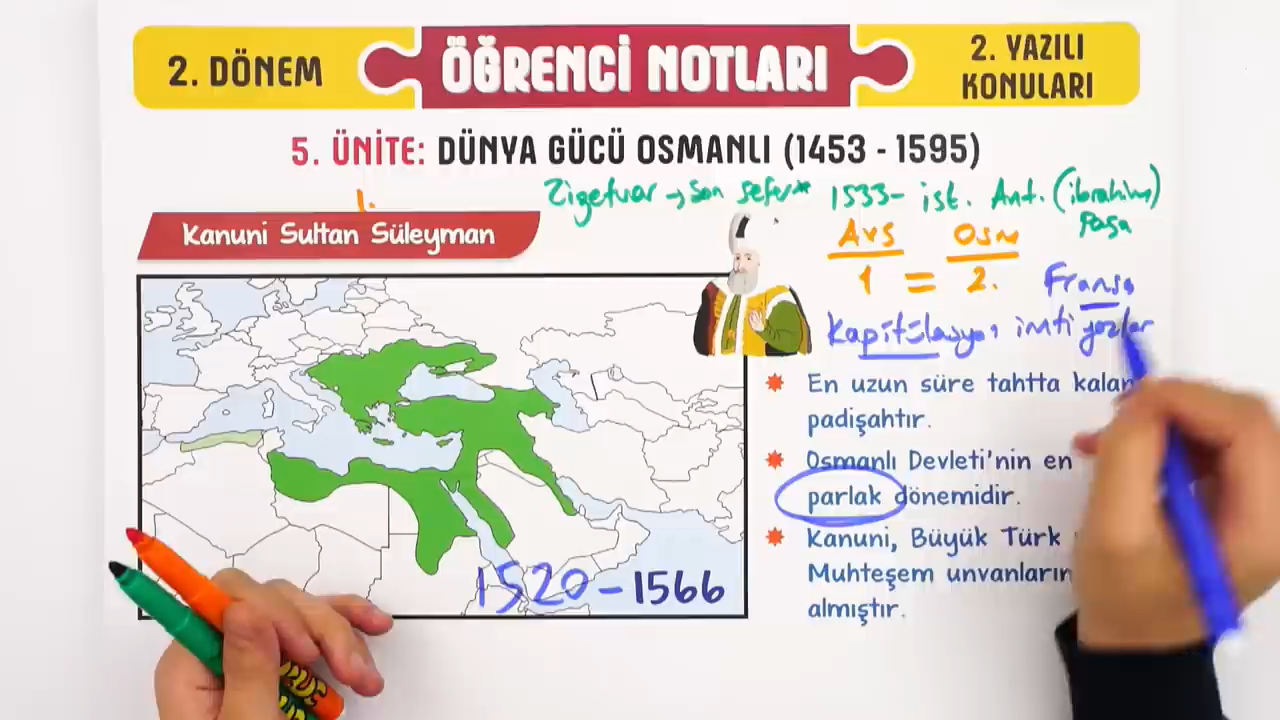 2. DÖNEM
ÖĞRENCİ NOTLARI
2. YAZILI
KONULARI
5. ÜNİTE: DÜNYA GÜCÜ OSMANLI (1453 - 1595)
1.
Zigetvar → Son Sefer
1533- ist. Ant. (ibrahim)
Paşa
Kanuni Sultan Süleyman
Avs Osm
1 = 2.
Fransa
Kapitülasyon imtiyazlar
En uzun süre tahtta kalan
padişahtır.
Osmanlı Devleti'nin en
parlak dönemidir.
Kanuni, Büyük Türk
Muhteşem unvanların
almıştır.
1520-1566